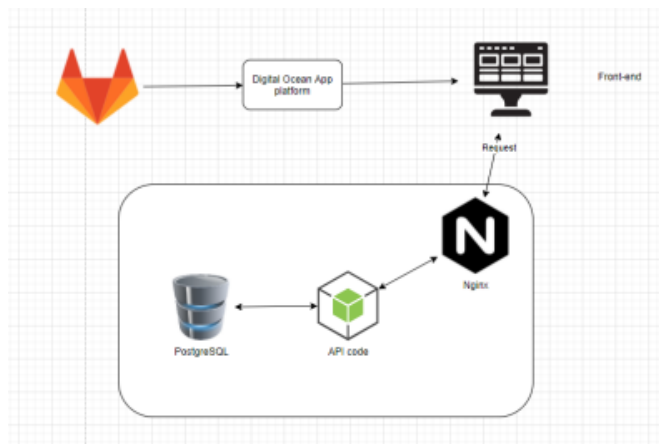 Digital Ocean App
platform
Front-end
Request
N
Nginx
PostgreSQL
API code